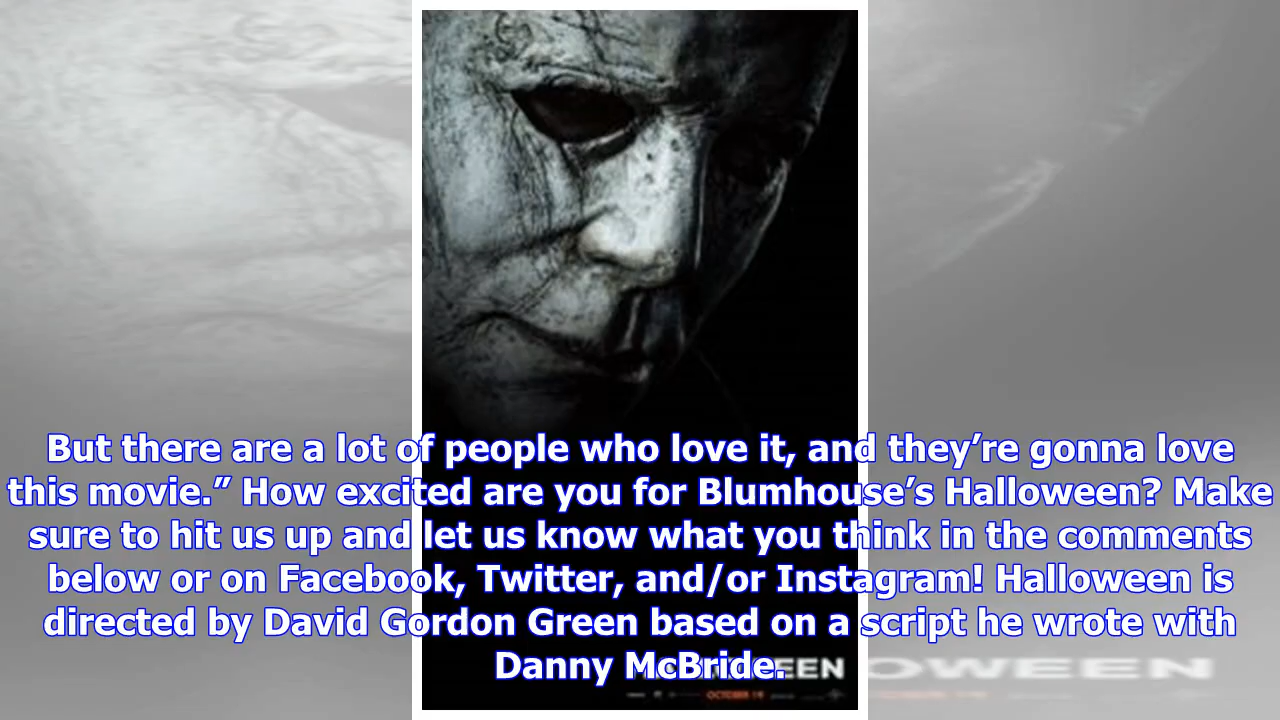 But there are a lot of people who love it, and they’re gonna love
this movie.” How excited are you for Blumhouse’s Halloween? Make
sure to hit us up and let us know what you think in the comments
below or on Facebook, Twitter, and/or Instagram! Halloween is
directed by David Gordon Green based on a script he wrote with
Danny McBride.
OCTOBER 19